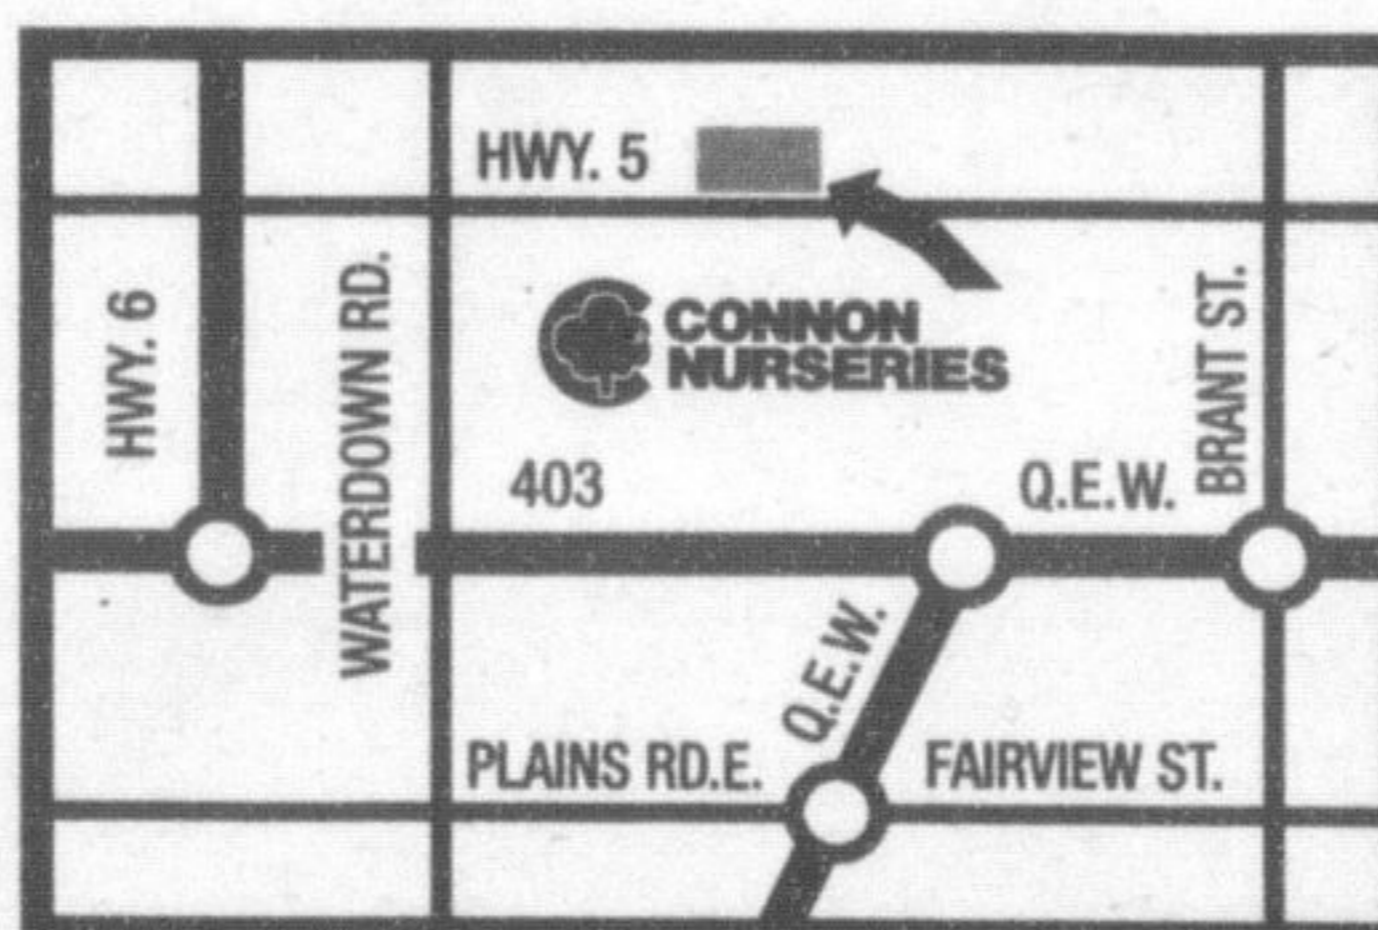 HWY. 5
HWY. 6
WATERDOWN RD.
CONNON
NURSERIES
BRANT ST.
403
Q.E.W.
Q.E.W.
PLAINS RD.E.
FAIRVIEW ST.